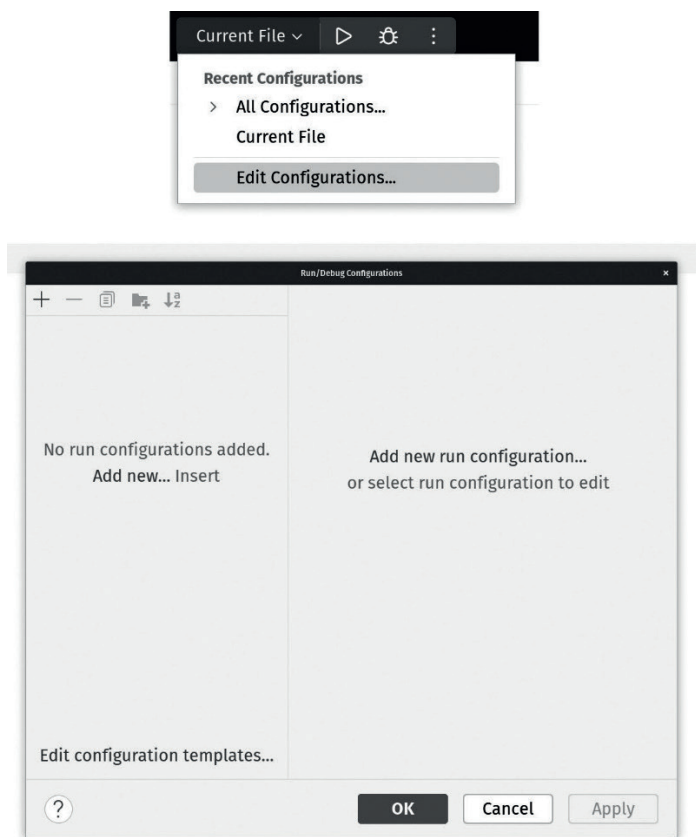 Current File
Recent Configurations
All Configurations...
Current File
Edit Configurations...
Run/Debug Configurations
No run configurations added.
Add new... Insert
Add new run configuration...
or select run configuration to edit
Edit configuration templates...
?
OK Cancel Apply